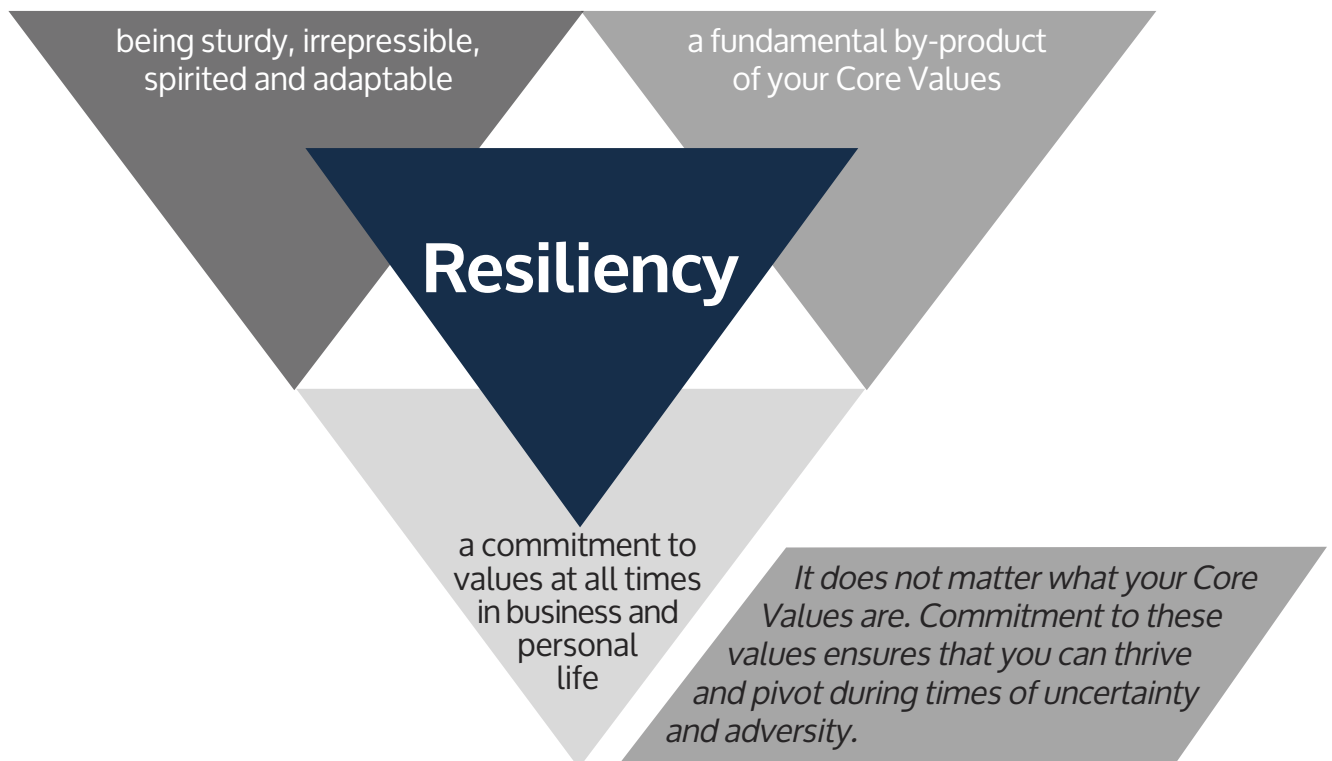 being sturdy, irrepressible,
spirited and adaptable
a fundamental by-product
of your Core Values
Resiliency
a commitment to
values at all times
in business and
personal
life
It does not matter what your Core
Values are. Commitment to these
values ensures that you can thrive
and pivot during times of uncertainty
and adversity.